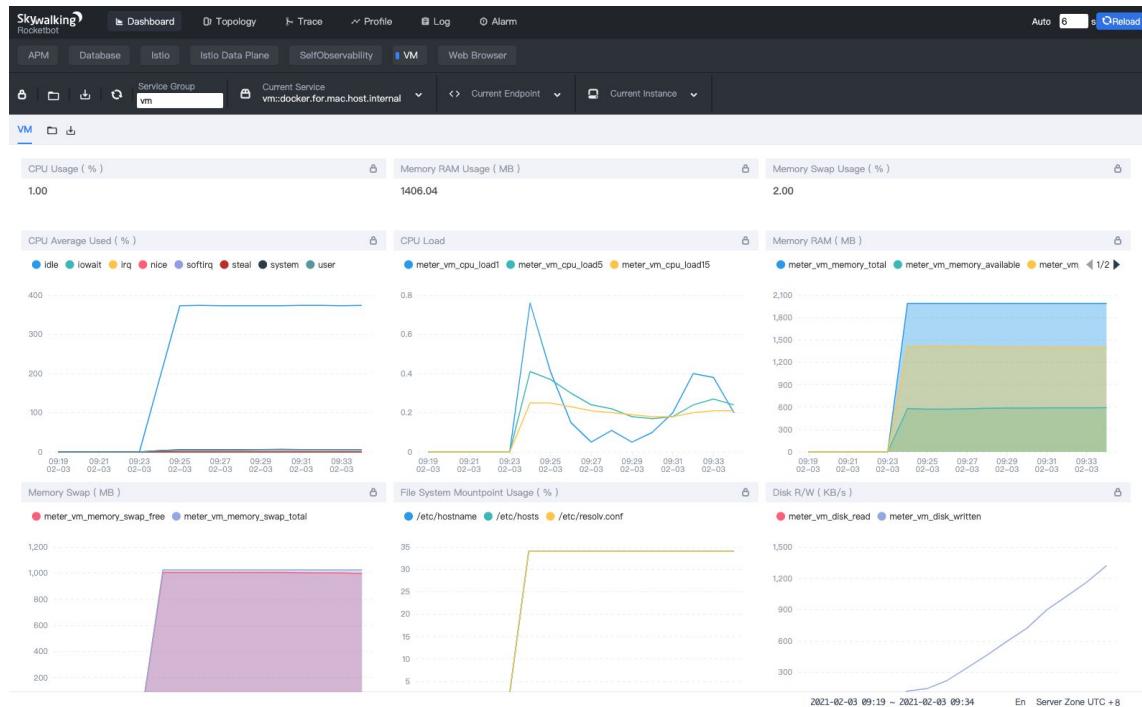 Skywalking
Rocketbot
Dashboard Topology Trace Profile Log Alarm
Auto 6 s Reload
APM Database Istio Istio Data Plane SelfObservability VM Web Browser
Service Group
vm
Current Service
vm::docker.for.mac.host.internal
Current Endpoint
Current Instance
VM
CPU Usage ( % )
1.00
Memory RAM Usage ( MB )
1406.04
Memory Swap Usage ( % )
2.00
CPU Average Used ( % )
idle iowait irq nice softirq steal system user
400
300
200
100
0
09:19 09:21 09:23 09:25 09:27 09:29 09:31 09:33
02-03 02-03 02-03 02-03 02-03 02-03 02-03 02-03
CPU Load
meter_vm_cpu_load1 meter_vm_cpu_load5 meter_vm_cpu_load15
0.8
0.6
0.4
0.2
0
09:19 09:21 09:23 09:25 09:27 09:29 09:31 09:33
02-03 02-03 02-03 02-03 02-03 02-03 02-03 02-03
Memory RAM ( MB )
meter_vm_memory_total meter_vm_memory_available meter_vm_ 1/2
2,100
1,800
1,500
1,200
900
600
300
0
09:19 09:21 09:23 09:25 09:27 09:29 09:31 09:33
02-03 02-03 02-03 02-03 02-03 02-03 02-03 02-03
Memory Swap ( MB )
meter_vm_memory_swap_free meter_vm_memory_swap_total
1,200
1,000
800
600
400
200
File System Mountpoint Usage ( % )
/etc/hostname /etc/hosts /etc/resolv.conf
35
30
25
20
15
10
5
Disk R/W ( KB/s )
meter_vm_disk_read meter_vm_disk_written
1,500
1,200
900
600
300
2021-02-03 09:19 ~ 2021-02-03 09:34 En Server Zone UTC +8